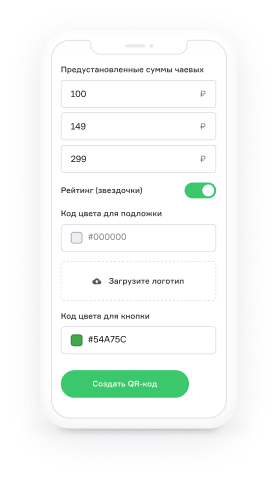 Предустановленные суммы чаевых
100 ₽
149 ₽
299 ₽
Рейтинг (звездочки)
Код цвета для подложки
#000000
Загрузите логотип
Код цвета для кнопки
#54A75C
Создать QR-код